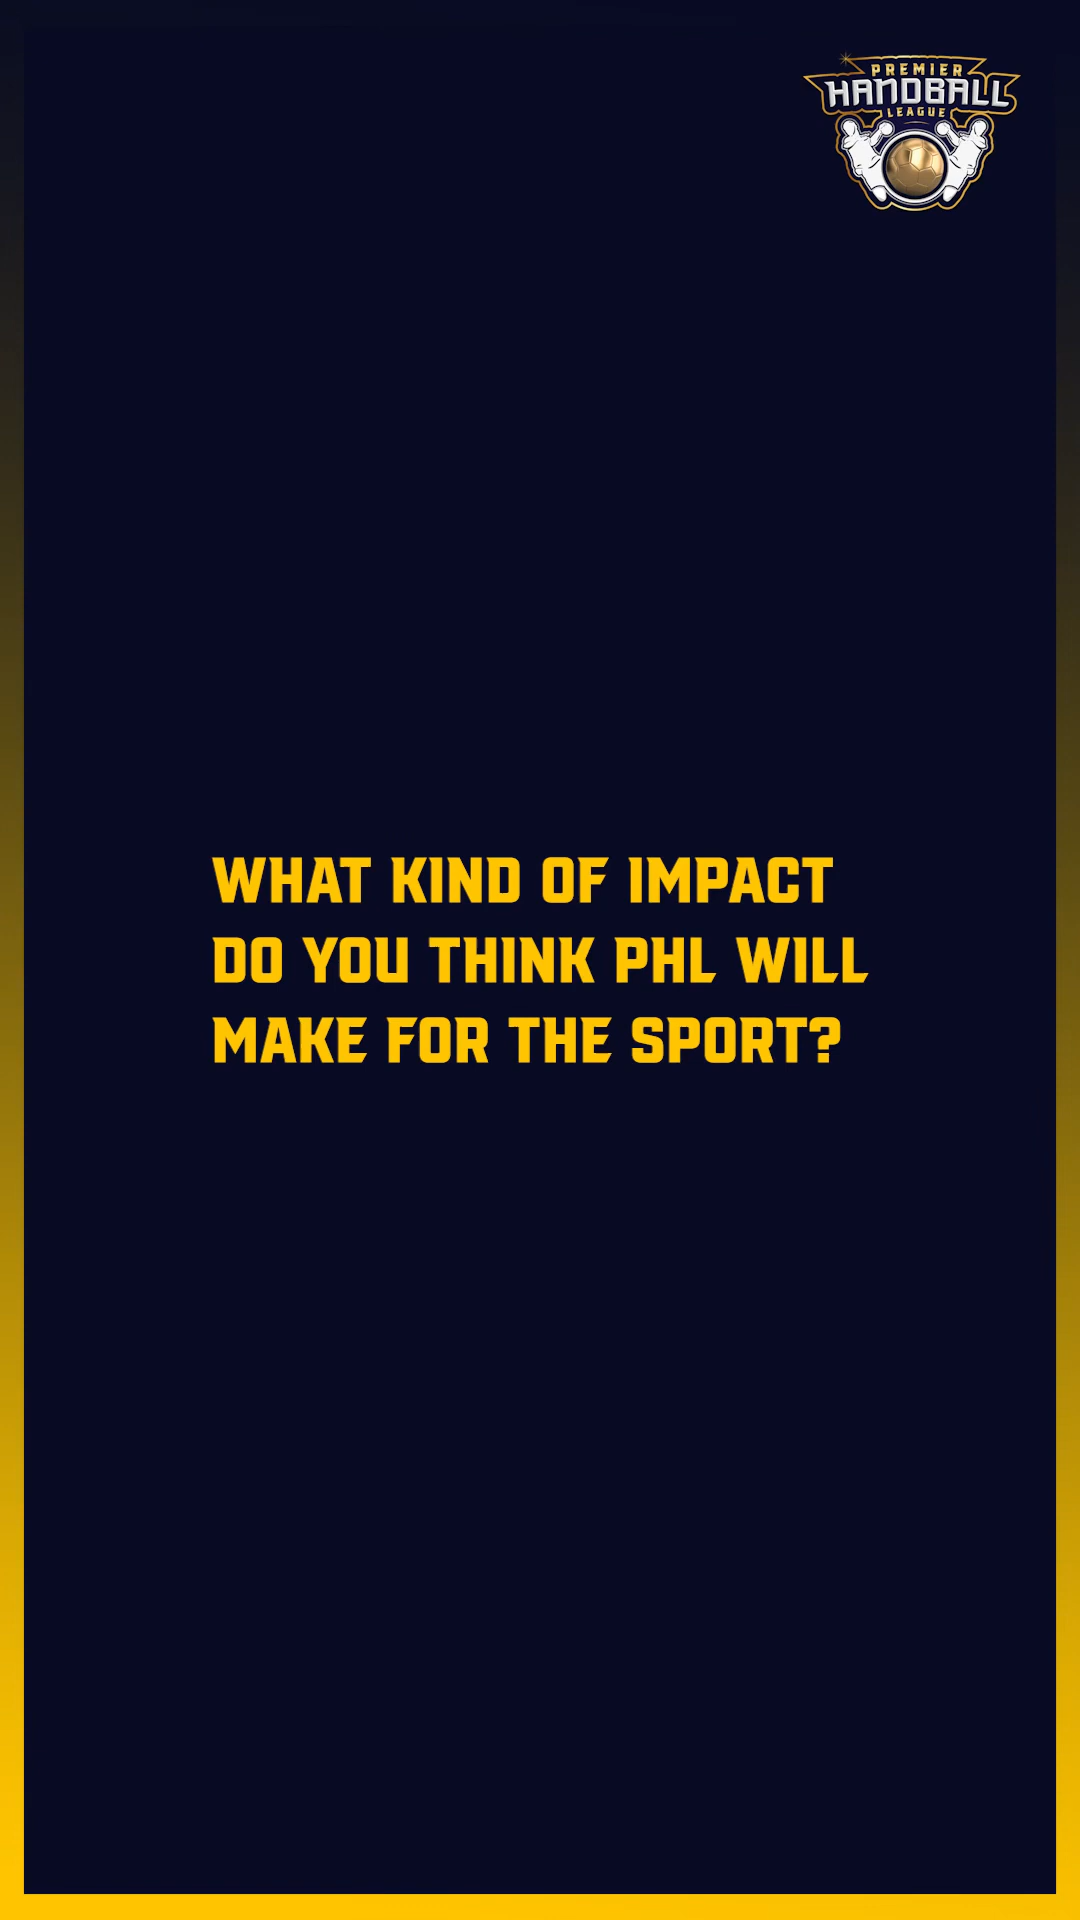 PREMIER
HANDBALL
LEAGUE
WHAT KIND OF IMPACT
DO YOU THINK PHL WILL
MAKE FOR THE SPORT?